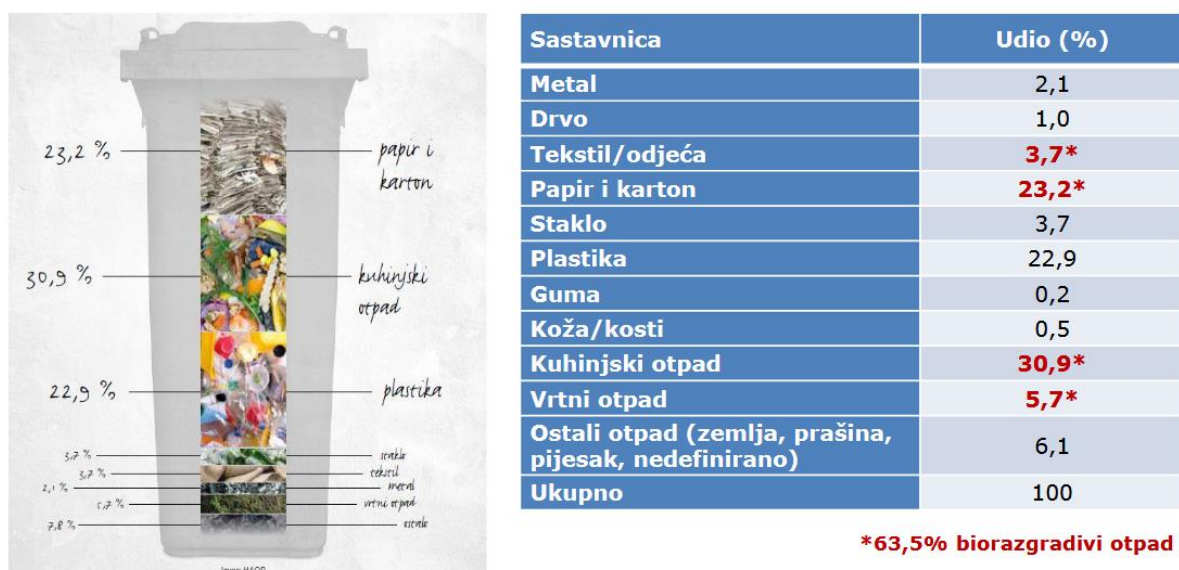 23,2 %
papir i
karton
30,9 %
kuhinjski
otpad
22,9 %
plastika
3,7 %
staklo
3,7 %
tekstil
2,1 %
metal
5,7 %
vrtni otpad
7,8 %
ostalo
Sastavnica Udio (%)
Metal 2,1
Drvo 1,0
Tekstil/odjeća 3,7*
Papir i karton 23,2*
Staklo 3,7
Plastika 22,9
Guma 0,2
Koža/kosti 0,5
Kuhinjski otpad 30,9*
Vrtni otpad 5,7*
Ostali otpad (zemlja, prašina,
pijesak, nedefinirano) 6,1
Ukupno 100
*63,5% biorazgradivi otpad